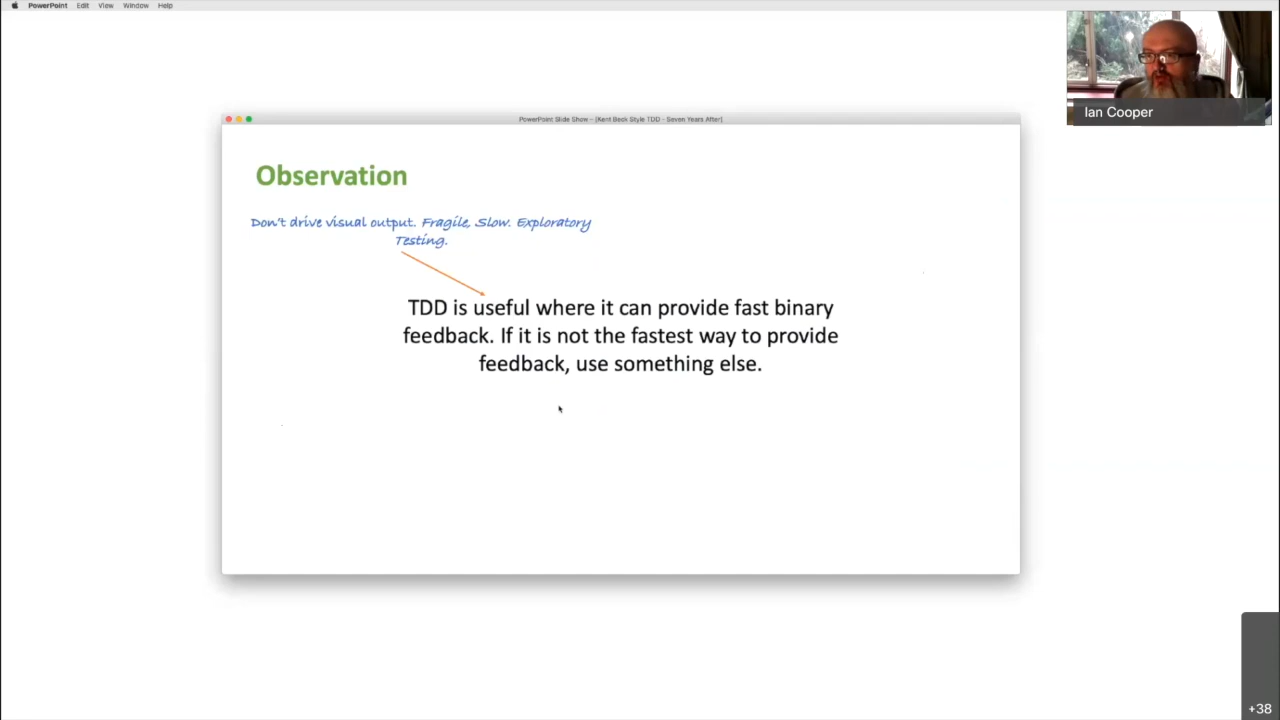 PowerPoint Edit View Window Help
Ian Cooper
PowerPoint Slide Show - [Kent Beck Style TDD - Seven Years After]
Observation
Don't drive visual output. Fragile, Slow. Exploratory
Testing.
TDD is useful where it can provide fast binary
feedback. If it is not the fastest way to provide
feedback, use something else.
+38